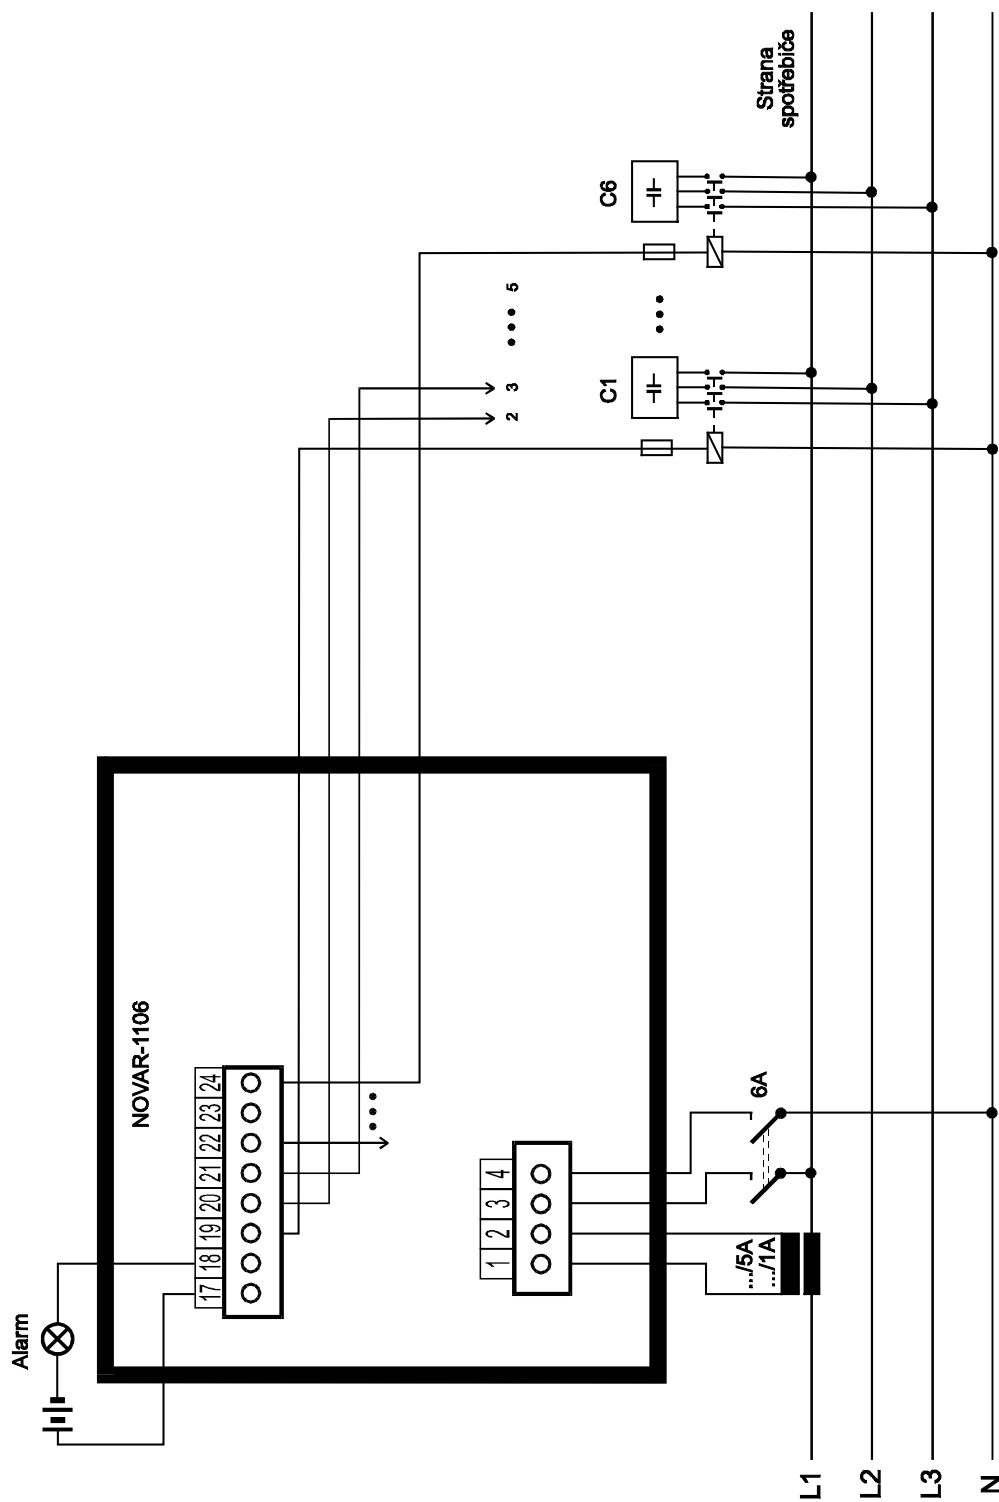 Alarm
NOVAR-1106
17 18 19 20 21 22 23 24
1 2 3 4
.../5A
.../1A
6A
2 3 5
C1
C6
Strana
spotřebiče
L1
L2
L3
N